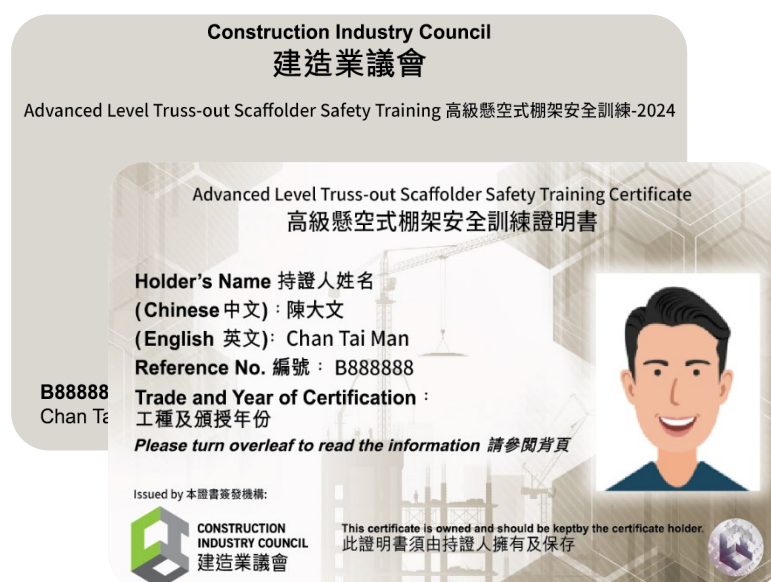 Construction Industry Council
建造業議會
Advanced Level Truss-out Scaffolder Safety Training 高級懸空式棚架安全訓練-2024
B88888
Chan Ta
Advanced Level Truss-out Scaffolder Safety Training Certificate
高級懸空式棚架安全訓練證明書
Holder's Name 持證人姓名
(Chinese 中文)：陳大文
(English 英文)： Chan Tai Man
Reference No. 編號： B888888
Trade and Year of Certification：
工種及頒授年份
Please turn overleaf to read the information 請參閱背頁
Issued by 本證書簽發機構:
CONSTRUCTION
INDUSTRY COUNCIL
建造業議會
This certificate is owned and should be keptby the certificate holder.
此證明書須由持證人擁有及保存